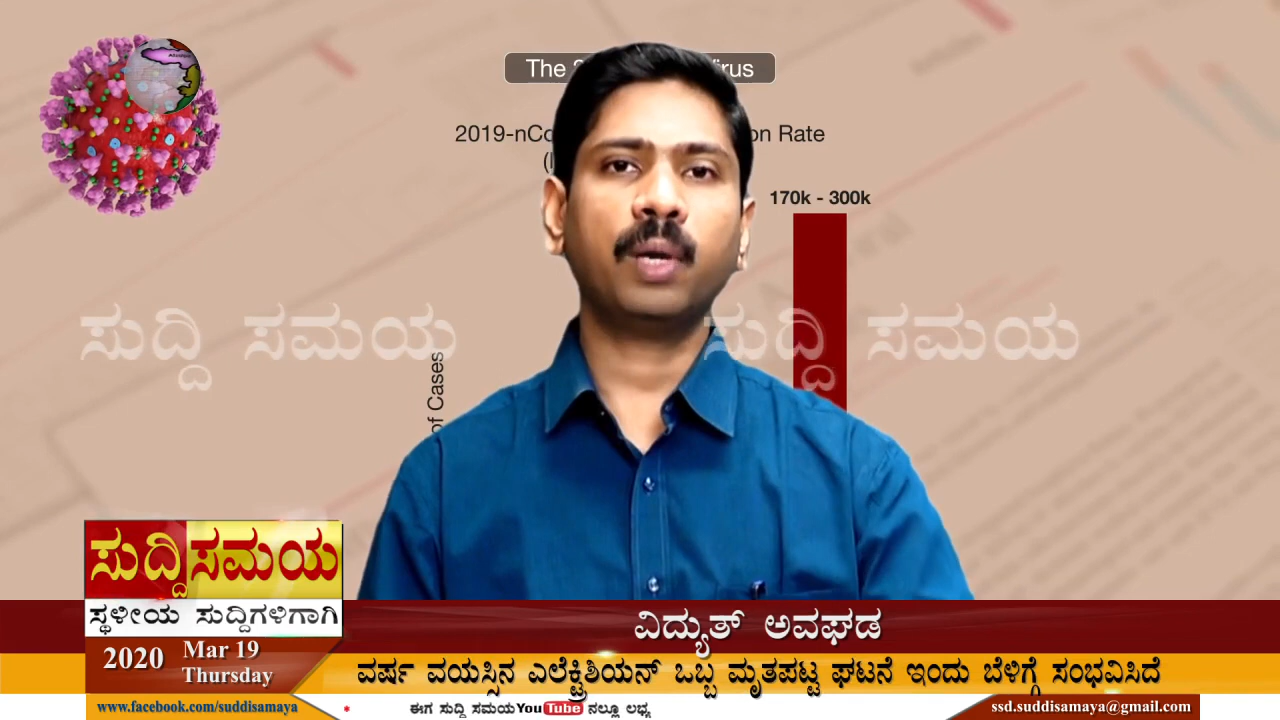 The Virus
2019-nCo on Rate
170k - 300k
ಸುದ್ದಿ ಸಮಯ
ಸುದ್ದಿ ಸಮಯ
of Cases
ಸುದ್ದಿಸಮಯ
ಸ್ಥಳೀಯ ಸುದ್ದಿಗಳಿಗಾಗಿ
2020 Mar 19 Thursday
ವಿದ್ಯುತ್ ಅವಘಡ
ವರ್ಷ ವಯಸ್ಸಿನ ಎಲೆಕ್ಟ್ರಿಶಿಯನ್ ಒಬ್ಬ ಮೃತಪಟ್ಟ ಘಟನೆ ಇಂದು ಬೆಳಿಗ್ಗೆ ಸಂಭವಿಸಿದೆ
www.facebook.com/suddisamaya * ಈಗ ಸುದ್ದಿ ಸಮಯ YouTube ನಲ್ಲೂ ಲಭ್ಯ ssd.suddisamaya@gmail.com